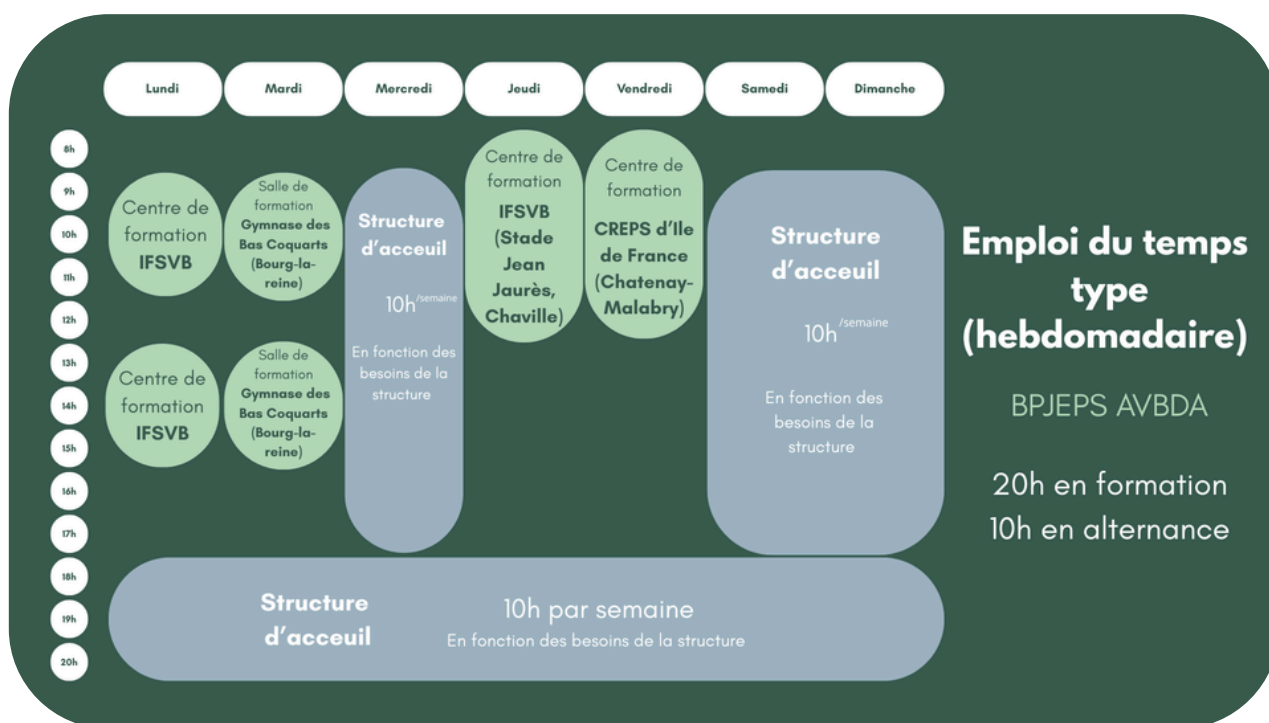 Lundi
Mardi
Mercredi
Jeudi
Vendredi
Samedi
Dimanche
8h
9h
10h
11h
12h
13h
14h
15h
16h
17h
18h
19h
20h
Centre de
formation
IFSVB
Centre de
formation
IFSVB
Salle de
formation
Gymnase des
Bas Coquarts
(Bourg-la-
reine)
Salle de
formation
Gymnase des
Bas Coquarts
(Bourg-la-
reine)
Structure
d'acceuil
10h/semaine
En fonction des
besoins de la
structure
Centre de
formation
IFSVB
(Stade
Jean
Jaurès,
Chaville)
Centre de
formation
CREPS d'Ile
de France
(Chatenay-
Malabry)
Structure
d'acceuil
10h/semaine
En fonction des
besoins de la
structure
Structure
d'acceuil
10h par semaine
En fonction des besoins de la structure
Emploi du temps
type
(hebdomadaire)
BPJEPS AVBDA
20h en formation
10h en alternance